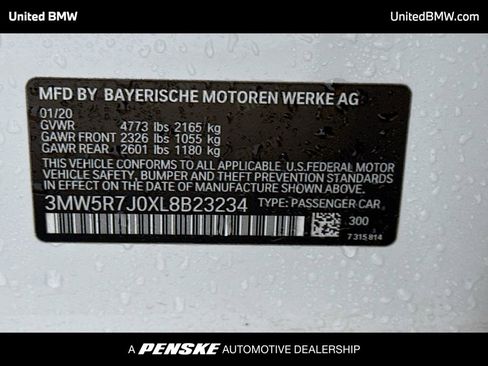 United BMW. UnitedBMW.com
MFD BY BAYERISCHE MOTOREN WERKE AG
01/20
GVWR 4773 lbs 2165 kg
GAWR FRONT 2326 lbs 1055 kg
GAWR REAR 2601 lbs 1180 kg
THIS VEHICLE CONFORMS TO ALL APPLICABLE U.S.FEDERAL MOTOR
VEHICLE SAFETY, BUMPER AND THEFT PREVENTION STANDARDS
IN EFFECT ON THE DATE OF MANUFACTURE SHOWN ABOVE.
3MW5R7J0XL8B23234 TYPE: PASSENGER CAR
300
7 315 814
A PENSKE AUTOMOTIVE DEALERSHIP